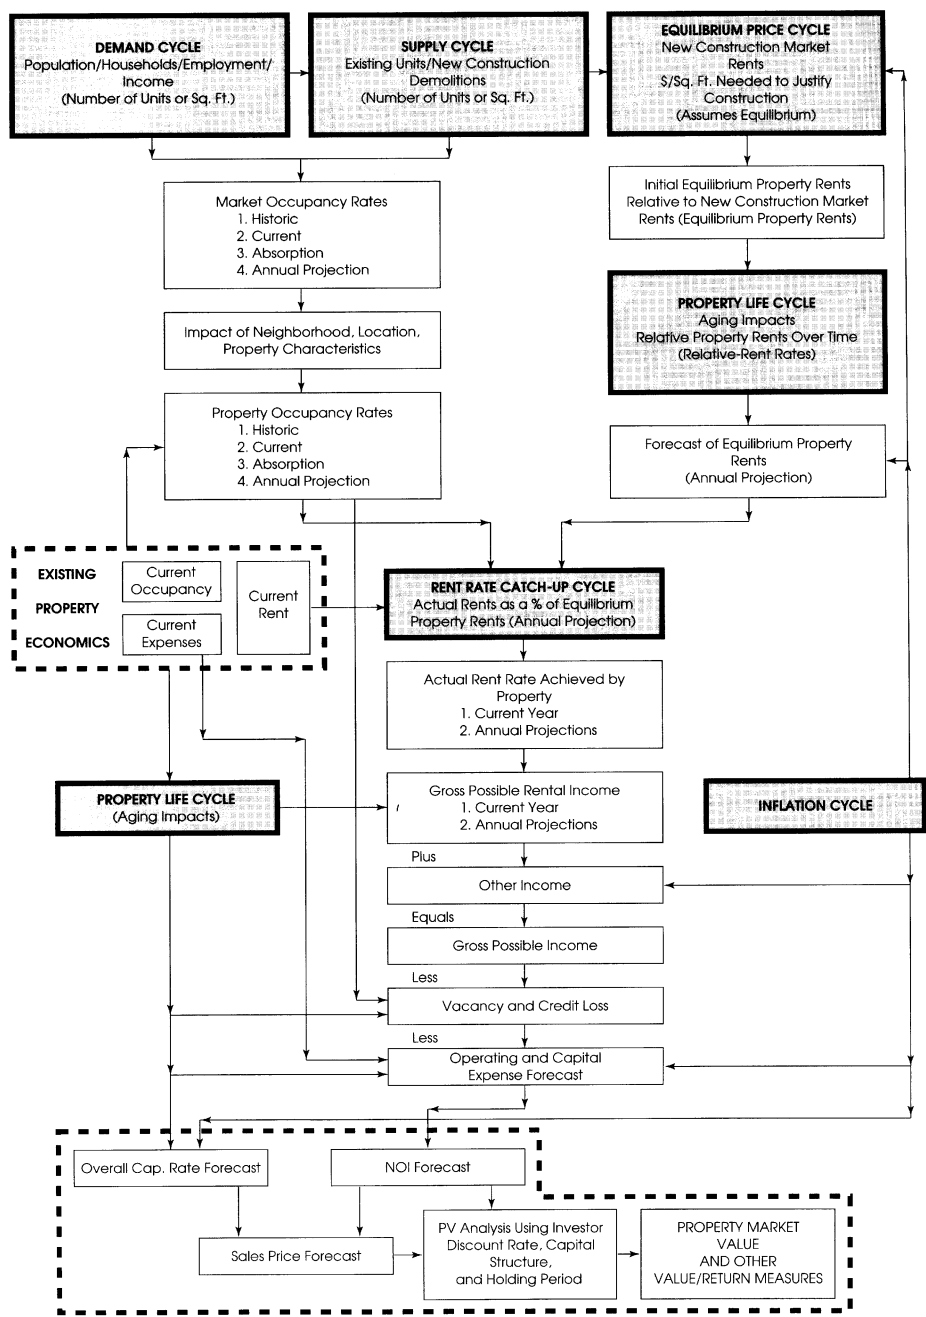 DEMAND CYCLE
Population/Households/Employment/
Income
(Number of Units or Sq. Ft.)
SUPPLY CYCLE
Existing Units/New Construction
Demolitions
(Number of Units or Sq. Ft.)
EQUILIBRIUM PRICE CYCLE
New Construction Market
Rents
$/Sq. Ft. Needed to Justify
Construction
(Assumes Equilibrium)
Market Occupancy Rates
1. Historic
2. Current
3. Absorption
4. Annual Projection
Initial Equilibrium Property Rents
Relative to New Construction Market
Rents (Equilibrium Property Rents)
Impact of Neighborhood, Location,
Property Characteristics
PROPERTY LIFE CYCLE
Aging Impacts
Relative Property Rents Over Time
(Relative-Rent Rates)
Property Occupancy Rates
1. Historic
2. Current
3. Absorption
4. Annual Projection
Forecast of Equilibrium Property
Rents
(Annual Projection)
EXISTING
PROPERTY
ECONOMICS
Current
Occupancy
Current
Expenses
Current
Rent
RENT RATE CATCH-UP CYCLE
Actual Rents as a % of Equilibrium
Property Rents (Annual Projection)
Actual Rent Rate Achieved by
Property
1. Current Year
2. Annual Projections
PROPERTY LIFE CYCLE
(Aging Impacts)
Gross Possible Rental Income
1. Current Year
2. Annual Projections
INFLATION CYCLE
Plus
Other Income
Equals
Gross Possible Income
Less
Vacancy and Credit Loss
Less
Operating and Capital
Expense Forecast
Overall Cap. Rate Forecast
NOI Forecast
Sales Price Forecast
PV Analysis Using Investor
Discount Rate, Capital
Structure,
and Holding Period
PROPERTY MARKET
VALUE
AND OTHER
VALUE/RETURN MEASURES